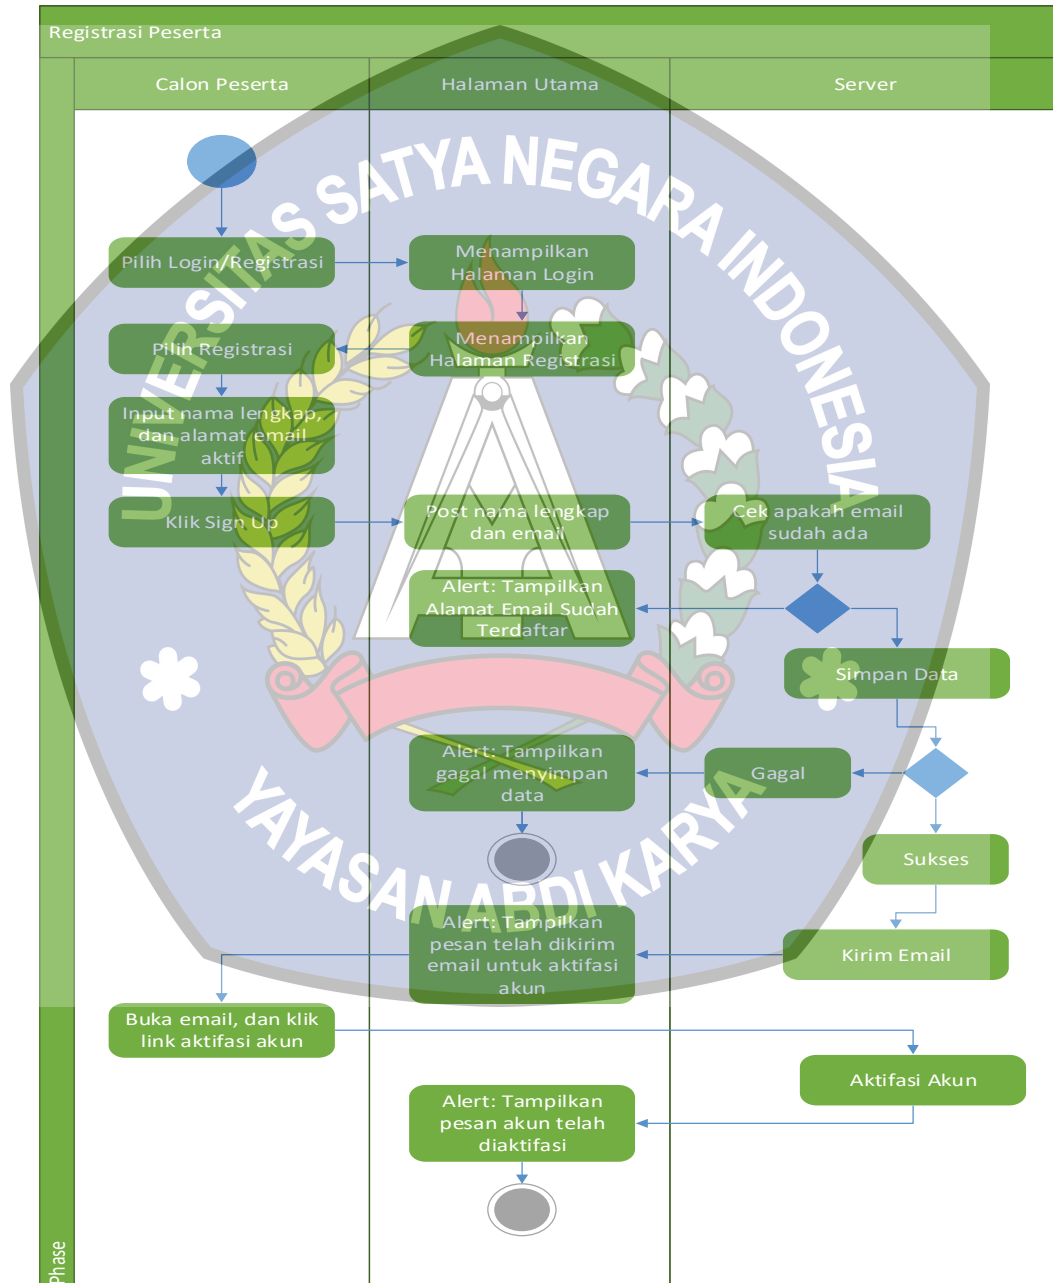 Registrasi Peserta
Calon Peserta
Halaman Utama
Server
Pilih Login/Registrasi
Menampilkan
Halaman Login
Pilih Registrasi
Menampilkan
Halaman Registrasi
Input nama lengkap,
dan alamat email
aktif
Klik Sign Up
Post nama lengkap
dan email
Cek apakah email
sudah ada
Alert: Tampilkan
Alamat Email Sudah
Terdaftar
Simpan Data
Alert: Tampilkan
gagal menyimpan
data
Gagal
Sukses
Alert: Tampilkan
pesan telah dikirim
email untuk aktifasi
akun
Kirim Email
Buka email, dan klik
link aktifasi akun
Aktifasi Akun
Alert: Tampilkan
pesan akun telah
diaktifasi
Phase
UNIVERSITAS SATYA NEGARA INDONESIA
YAYASAN ABDI KARYA